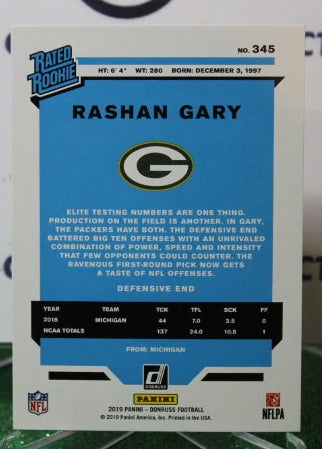 NO. 345
RATED ROOKIE
HT: 6' 4" WT: 280 BORN: DECEMBER 3, 1997
RASHAN GARY
G
ELITE TESTING NUMBERS ARE ONE THING.
PRODUCTION ON THE FIELD IS ANOTHER. IN GARY,
THE PACKERS HAVE BOTH. THE DEFENSIVE END
BATTERED BIG TEN OFFENSES WITH AN UNRIVALED
COMBINATION OF POWER, SPEED AND INTENSITY
THAT FEW OPPONENTS COULD COUNTER. THE
RAVENOUS FIRST-ROUND PICK NOW GETS
A TASTE OF NFL OFFENSES.
DEFENSIVE END
YEAR TEAM TCK TFL SCK FF
2018 MICHIGAN 44 7.0 3.5 0
NCAA TOTALS 137 24.0 10.5 1
FROM: MICHIGAN
NFL
D DONRUSS
PANINI
NFLPA
2019 PANINI - DONRUSS FOOTBALL
© 2019 Panini America, Inc. Printed in the USA.